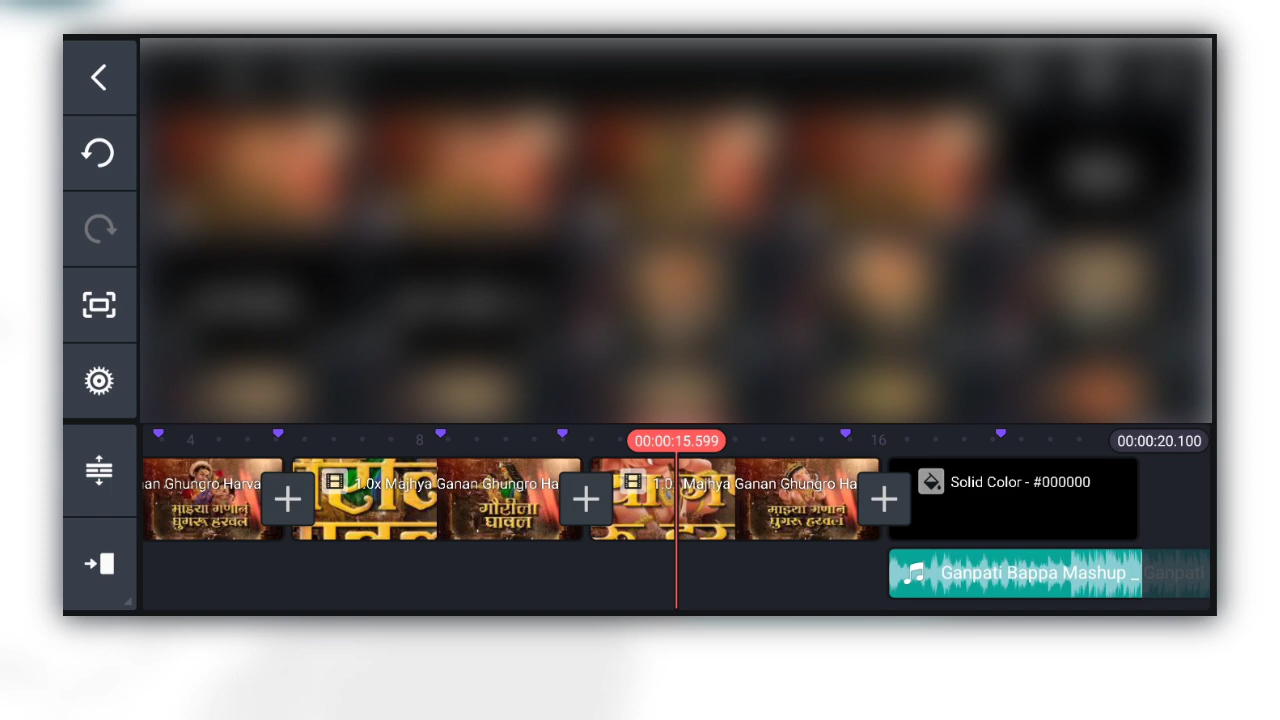 4
8
00:00:15.599
16
00:00:20.100
an Ghungro Harva
1.0x Majhya Ganan Ghungro Ha
1.0 Majhya Ganan Ghungro Ha
Solid Color - #000000
माझ्या गणानं
घुंगरू हरवलं
गौरीला
घावलं
माझ्या गणानं
घुंगरू हरवलं
Ganpati Bappa Mashup _ Ganpati